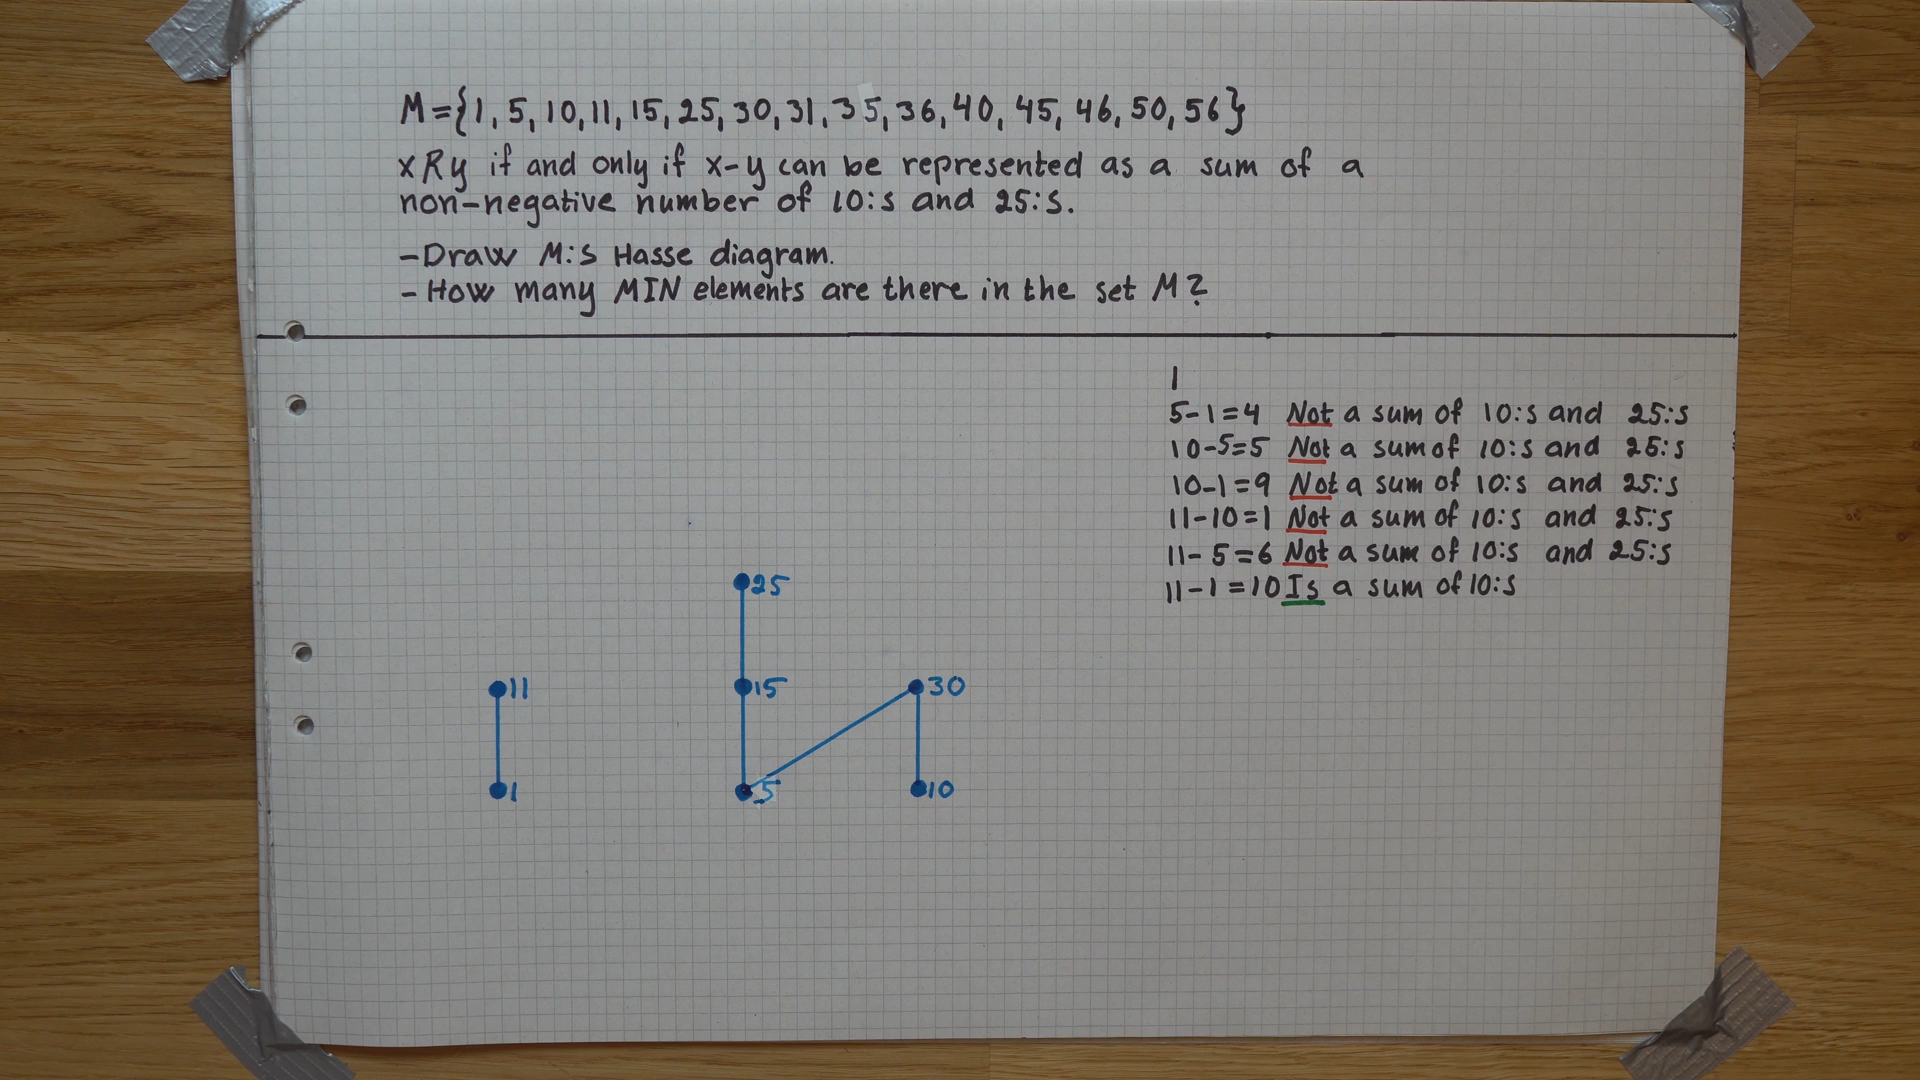 M={1, 5, 10, 11, 15, 25, 30, 31, 35, 36, 40, 45, 46, 50, 56}
xRy if and only if x-y can be represented as a sum of a
non-negative number of 10:s and 25:s.
-Draw M:s Hasse diagram.
-How many MIN elements are there in the set M?
1
5-1=4 Not a sum of 10:s and 25:s
10-5=5 Not a sum of 10:s and 25:s
10-1=9 Not a sum of 10:s and 25:s
11-10=1 Not a sum of 10:s and 25:s
11-5=6 Not a sum of 10:s and 25:s
11-1=10 Is a sum of 10:s
25
11 15 30
1 5 10